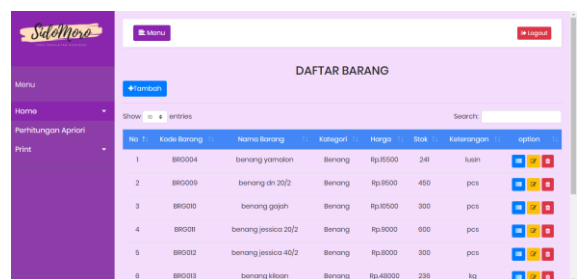 SidoMoro
Menu
Logout
Menu
DAFTAR BARANG
+Tambah
Home
Show 10 entries
Search:
Perhitungan Apriori
Print
No Kode Barang Nama Barang Kategori Harga Stok Keterangan option
1 BRG004 benang yamalon Benang Rp.15500 241 lusin
2 BRG009 benang dn 20/2 Benang Rp.9500 450 pcs
3 BRG010 benang gajah Benang Rp.10500 300 pcs
4 BRG011 benang jessica 20/2 Benang Rp.9000 600 pcs
5 BRG012 benang jessica 40/2 Benang Rp.8000 300 pcs
6 BRG013 benang kiloan Benang Rp.48000 236 kg